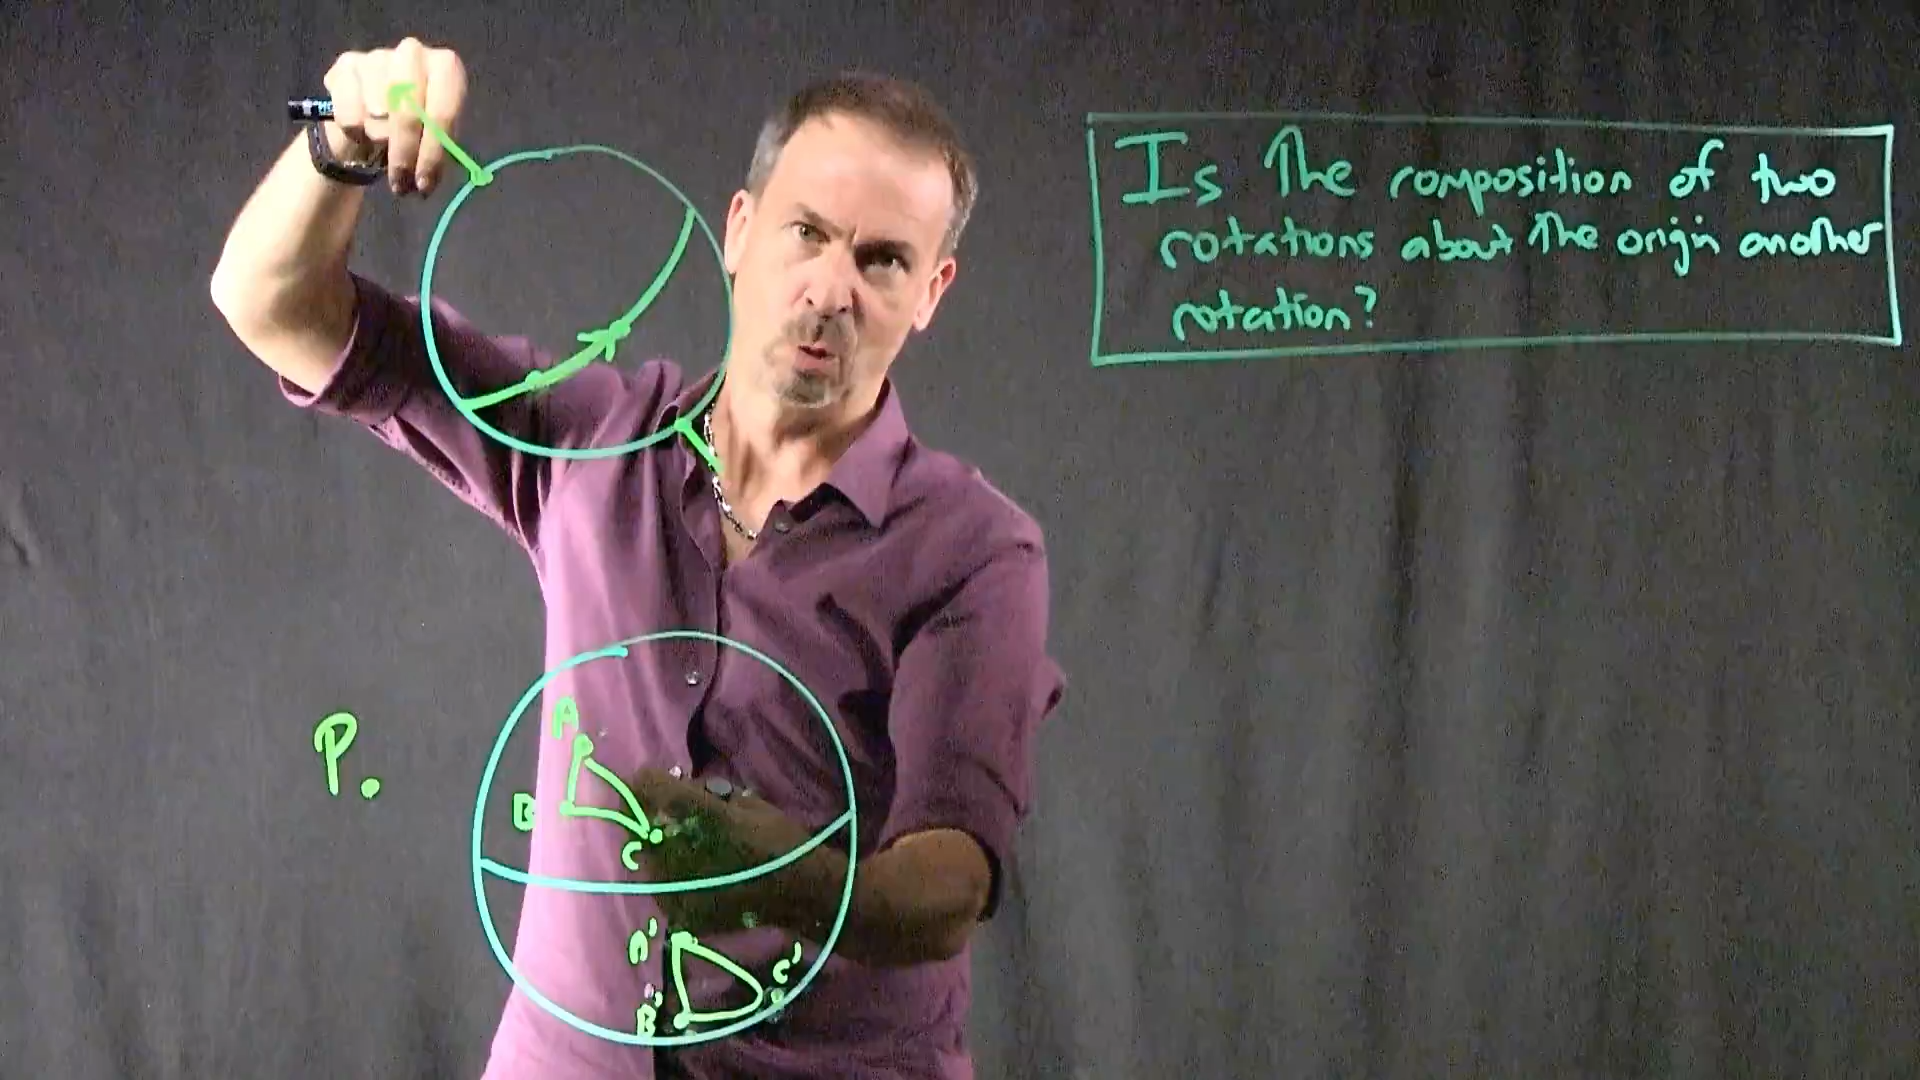 Is The composition of two
rotations about The origin another
rotation?
A
P.
B
C
A'
C'
B'